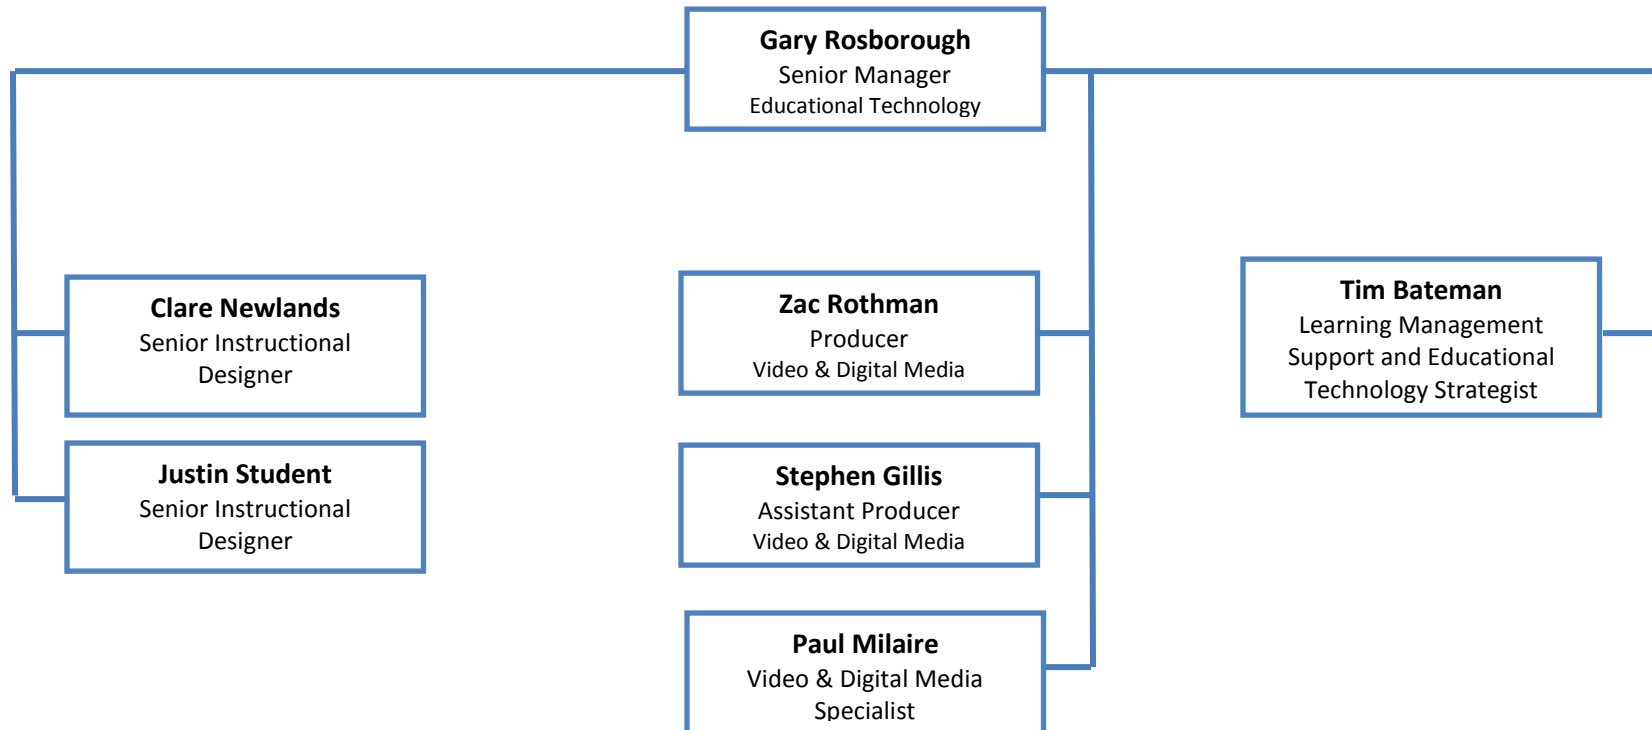 Gary Rosborough
Senior Manager
Educational Technology
Clare Newlands
Senior Instructional
Designer
Justin Student
Senior Instructional
Designer
Zac Rothman
Producer
Video & Digital Media
Stephen Gillis
Assistant Producer
Video & Digital Media
Paul Milaire
Video & Digital Media
Specialist
Tim Bateman
Learning Management
Support and Educational
Technology Strategist